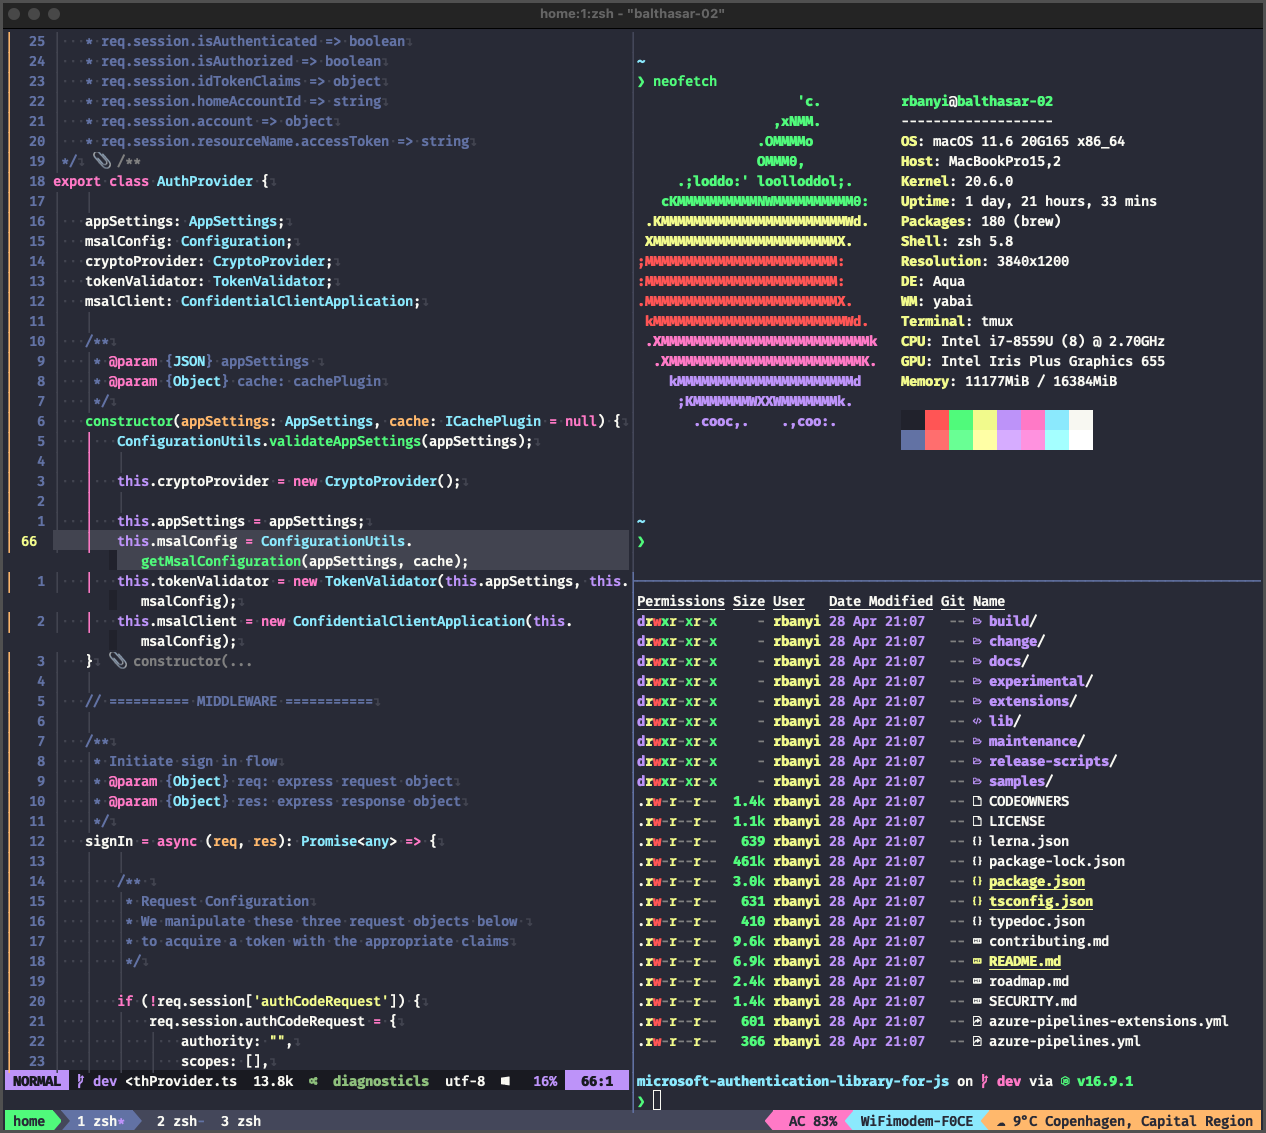 home:1:zsh - "balthasar-02"
25 * req.session.isAuthenticated => boolean
24 * req.session.isAuthorized => boolean
23 * req.session.idTokenClaims => object
22 * req.session.homeAccountId => string
21 * req.session.account => object
20 * req.session.resourceName.accessToken => string
19 */ /**
18 export class AuthProvider {
17
16 appSettings: AppSettings;
15 msalConfig: Configuration;
14 cryptoProvider: CryptoProvider;
13 tokenValidator: TokenValidator;
12 msalClient: ConfidentialClientApplication;
11
10 /**
9 * @param {JSON} appSettings
8 * @param {Object} cache: cachePlugin
7 */
6 constructor(appSettings: AppSettings, cache: ICachePlugin = null) {
5 ConfigurationUtils.validateAppSettings(appSettings);
4
3 this.cryptoProvider = new CryptoProvider();
2
1 this.appSettings = appSettings;
66 this.msalConfig = ConfigurationUtils.
getMsalConfiguration(appSettings, cache);
1 this.tokenValidator = new TokenValidator(this.appSettings, this.
msalConfig);
2 this.msalClient = new ConfidentialClientApplication(this.
msalConfig);
3 } constructor(...
4
5 // ========== MIDDLEWARE ===========
6
7 /**
8 * Initiate sign in flow
9 * @param {Object} req: express request object
10 * @param {Object} res: express response object
11 */
12 signIn = async (req, res): Promise<any> => {
13
14 /**
15 * Request Configuration
16 * We manipulate these three request objects below
17 * to acquire a token with the appropriate claims
18 */
19
20 if (!req.session['authCodeRequest']) {
21 req.session.authCodeRequest = {
22 authority: "",
23 scopes: [],
NORMAL dev <thProvider.ts 13.8k diagnosticls utf-8 16% 66:1
~
❯ neofetch
'c.
,xNMM.
.OMMMMo
OMMM0,
.;loddo:' loolloddol;.
cKMMMMMMMMMMNWMMMMMMMMMM0:
.KMMMMMMMMMMMMMMMMMMMMMMMWd.
XMMMMMMMMMMMMMMMMMMMMMMMX.
;MMMMMMMMMMMMMMMMMMMMMMMM:
:MMMMMMMMMMMMMMMMMMMMMMMM:
.MMMMMMMMMMMMMMMMMMMMMMMMX.
kMMMMMMMMMMMMMMMMMMMMMMMMWd.
.XMMMMMMMMMMMMMMMMMMMMMMMMMMk
.XMMMMMMMMMMMMMMMMMMMMMMMMK.
kMMMMMMMMMMMMMMMMMMMMMMd
;KMMMMMMMWXXWMMMMMMMk.
.cooc,. .,coo:.
rbanyi@balthasar-02
-------------------
OS: macOS 11.6 20G165 x86_64
Host: MacBookPro15,2
Kernel: 20.6.0
Uptime: 1 day, 21 hours, 33 mins
Packages: 180 (brew)
Shell: zsh 5.8
Resolution: 3840x1200
DE: Aqua
WM: yabai
Terminal: tmux
CPU: Intel i7-8559U (8) @ 2.70GHz
GPU: Intel Iris Plus Graphics 655
Memory: 11177MiB / 16384MiB
~
❯
Permissions Size User Date Modified Git Name
drwxr-xr-x - rbanyi 28 Apr 21:07 -- build/
drwxr-xr-x - rbanyi 28 Apr 21:07 -- change/
drwxr-xr-x - rbanyi 28 Apr 21:07 -- docs/
drwxr-xr-x - rbanyi 28 Apr 21:07 -- experimental/
drwxr-xr-x - rbanyi 28 Apr 21:07 -- extensions/
drwxr-xr-x - rbanyi 28 Apr 21:07 -- lib/
drwxr-xr-x - rbanyi 28 Apr 21:07 -- maintenance/
drwxr-xr-x - rbanyi 28 Apr 21:07 -- release-scripts/
drwxr-xr-x - rbanyi 28 Apr 21:07 -- samples/
.rw-r--r-- 1.4k rbanyi 28 Apr 21:07 -- CODEOWNERS
.rw-r--r-- 1.1k rbanyi 28 Apr 21:07 -- LICENSE
.rw-r--r-- 639 rbanyi 28 Apr 21:07 -- lerna.json
.rw-r--r-- 461k rbanyi 28 Apr 21:07 -- package-lock.json
.rw-r--r-- 3.0k rbanyi 28 Apr 21:07 -- package.json
.rw-r--r-- 631 rbanyi 28 Apr 21:07 -- tsconfig.json
.rw-r--r-- 410 rbanyi 28 Apr 21:07 -- typedoc.json
.rw-r--r-- 9.6k rbanyi 28 Apr 21:07 -- contributing.md
.rw-r--r-- 6.9k rbanyi 28 Apr 21:07 -- README.md
.rw-r--r-- 2.4k rbanyi 28 Apr 21:07 -- roadmap.md
.rw-r--r-- 1.4k rbanyi 28 Apr 21:07 -- SECURITY.md
.rw-r--r-- 601 rbanyi 28 Apr 21:07 -- azure-pipelines-extensions.yml
.rw-r--r-- 366 rbanyi 28 Apr 21:07 -- azure-pipelines.yml
microsoft-authentication-library-for-js on dev via v16.9.1
❯
home 1 zsh* 2 zsh- 3 zsh AC 83% WiFimodem-F0CE ☁ 9°C Copenhagen, Capital Region